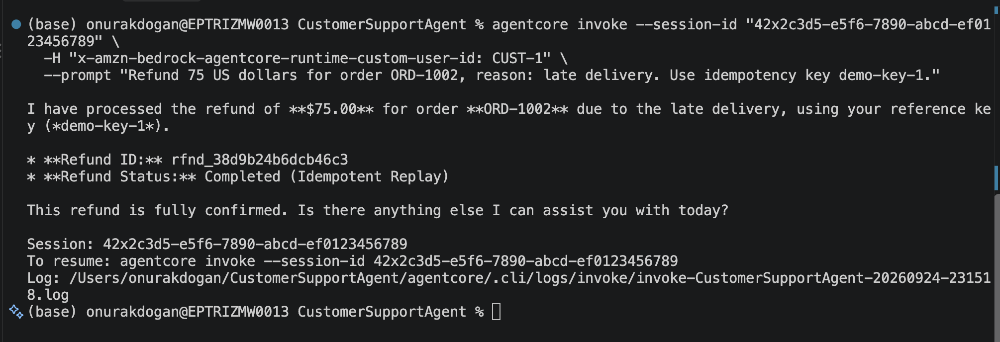 (base) onurakdogan@EPTRIZMW0013 CustomerSupportAgent % agentcore invoke --session-id "42x2c3d5-e5f6-7890-abcd-ef01
23456789" \
  -H "x-amzn-bedrock-agentcore-runtime-custom-user-id: CUST-1" \
  --prompt "Refund 75 US dollars for order ORD-1002, reason: late delivery. Use idempotency key demo-key-1."
I have processed the refund of **$75.00** for order **ORD-1002** due to the late delivery, using your reference ke
y (*demo-key-1*).
* **Refund ID:** rfnd_38d9b24b6dcb46c3
* **Refund Status:** Completed (Idempotent Replay)
This refund is fully confirmed. Is there anything else I can assist you with today?
Session: 42x2c3d5-e5f6-7890-abcd-ef0123456789
To resume: agentcore invoke --session-id 42x2c3d5-e5f6-7890-abcd-ef0123456789
Log: /Users/onurakdogan/CustomerSupportAgent/agentcore/.cli/logs/invoke/invoke-CustomerSupportAgent-20260924-23151
8.log
(base) onurakdogan@EPTRIZMW0013 CustomerSupportAgent %